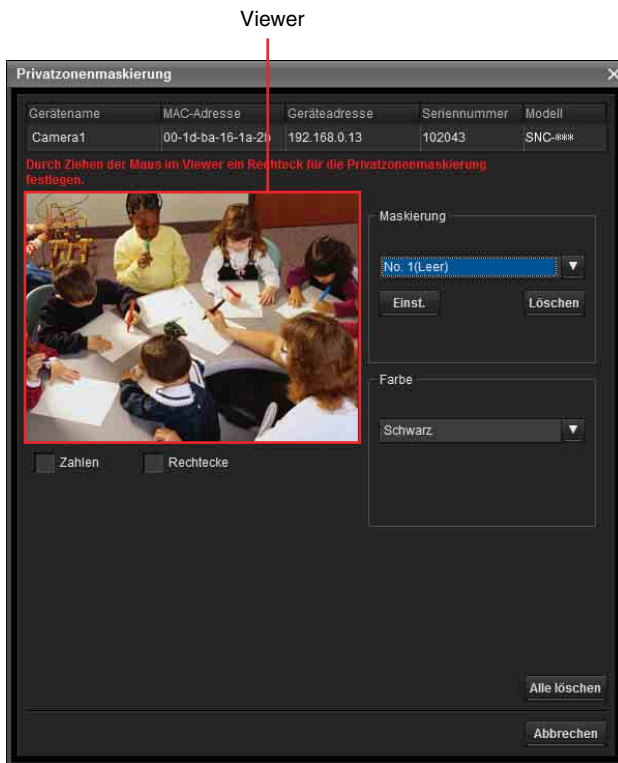 Viewer
Privatzonenmaskierung
Gerätename MAC-Adresse Geräteadresse Seriennummer Modell
Camera1 00-1d-ba-16-1a-2b 192.168.0.13 102043 SNC-***
Durch Ziehen der Maus im Viewer ein Rechteck für die Privatzonenmaskierung
festlegen.
Maskierung
No. 1(Leer)
Einst. Löschen
Farbe
Schwarz
Zahlen Rechtecke
Alle löschen
Abbrechen